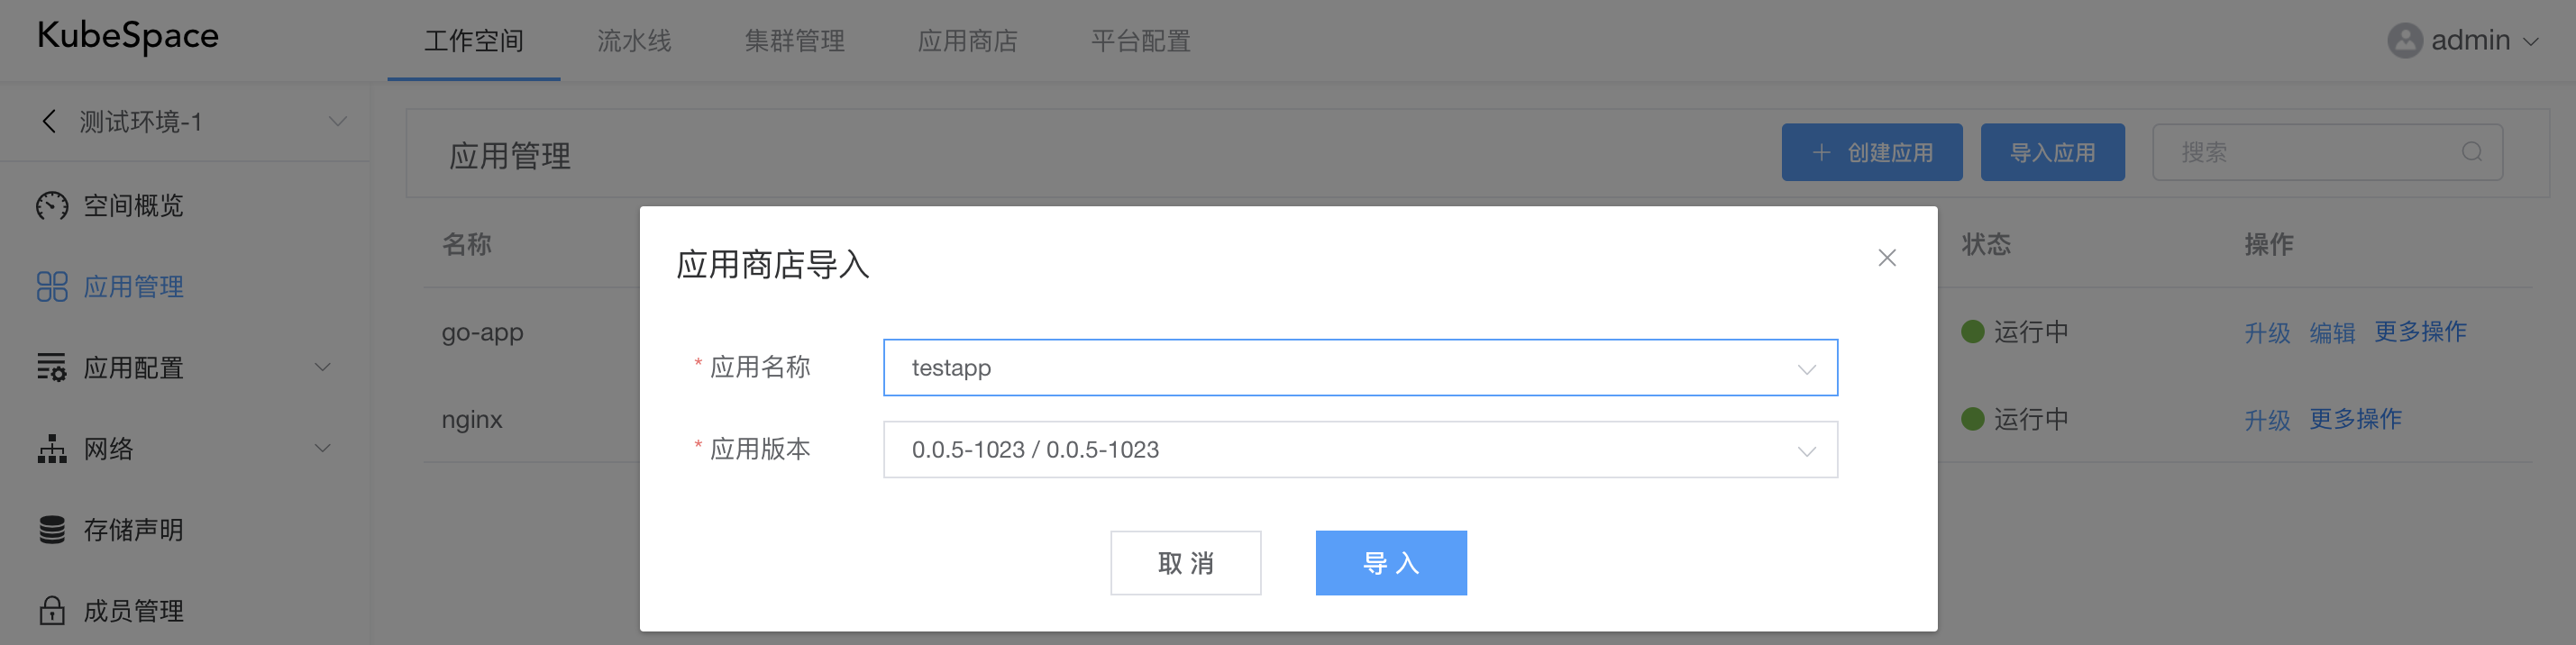 KubeSpace
工作空间
流水线
集群管理
应用商店
平台配置
admin
测试环境-1
空间概览
应用管理
应用配置
网络
存储声明
成员管理
应用管理
+ 创建应用
导入应用
搜索
名称
状态
操作
go-app
运行中
升级 编辑 更多操作
nginx
运行中
升级 更多操作
应用商店导入
* 应用名称
testapp
* 应用版本
0.0.5-1023 / 0.0.5-1023
取 消
导 入